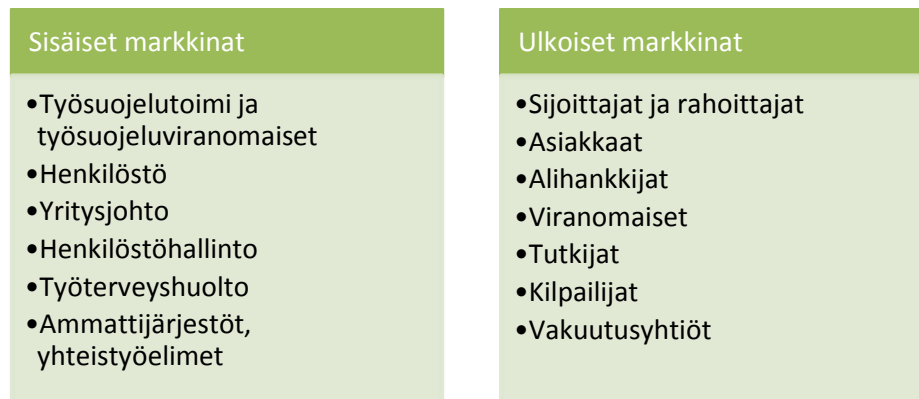 Sisäiset markkinat
•Työsuojelutoimi ja
työsuojeluviranomaiset
•Henkilöstö
•Yritysjohto
•Henkilöstöhallinto
•Työterveyshuolto
•Ammattijärjestöt,
yhteistyöelimet
Ulkoiset markkinat
•Sijoittajat ja rahoittajat
•Asiakkaat
•Alihankkijat
•Viranomaiset
•Tutkijat
•Kilpailijat
•Vakuutusyhtiöt